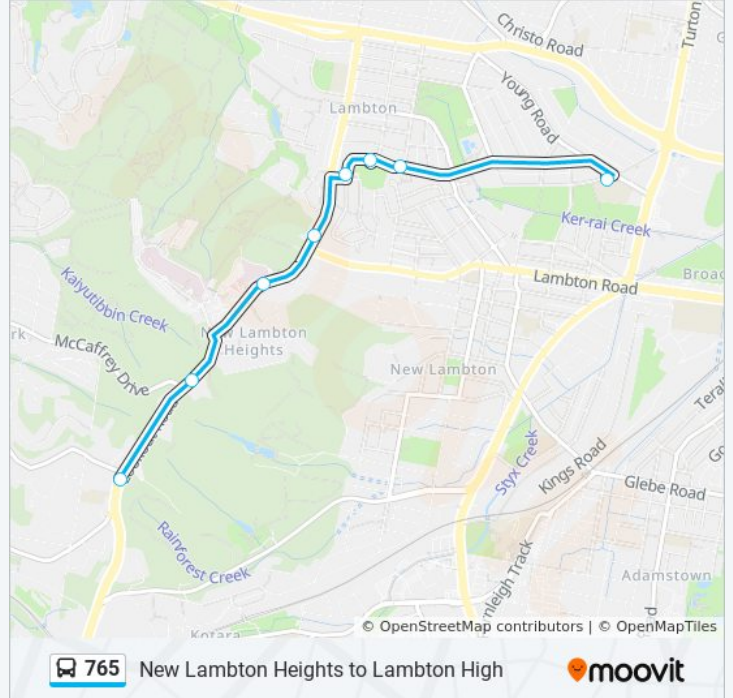 Christo Road
Turton
Young Road
Lambton
Ker-rai Creek
Lambton Road
Broad
Kaiyutibbin Creek
New Lambton
Heights
rk
McCaffrey Drive
New Lambton
Styx Creek
Kings Road
Glebe Road
Rainforest Creek
Adamstown
Kotara
© OpenStreetMap contributors | © OpenMapTiles
765 New Lambton Heights to Lambton High
moovit